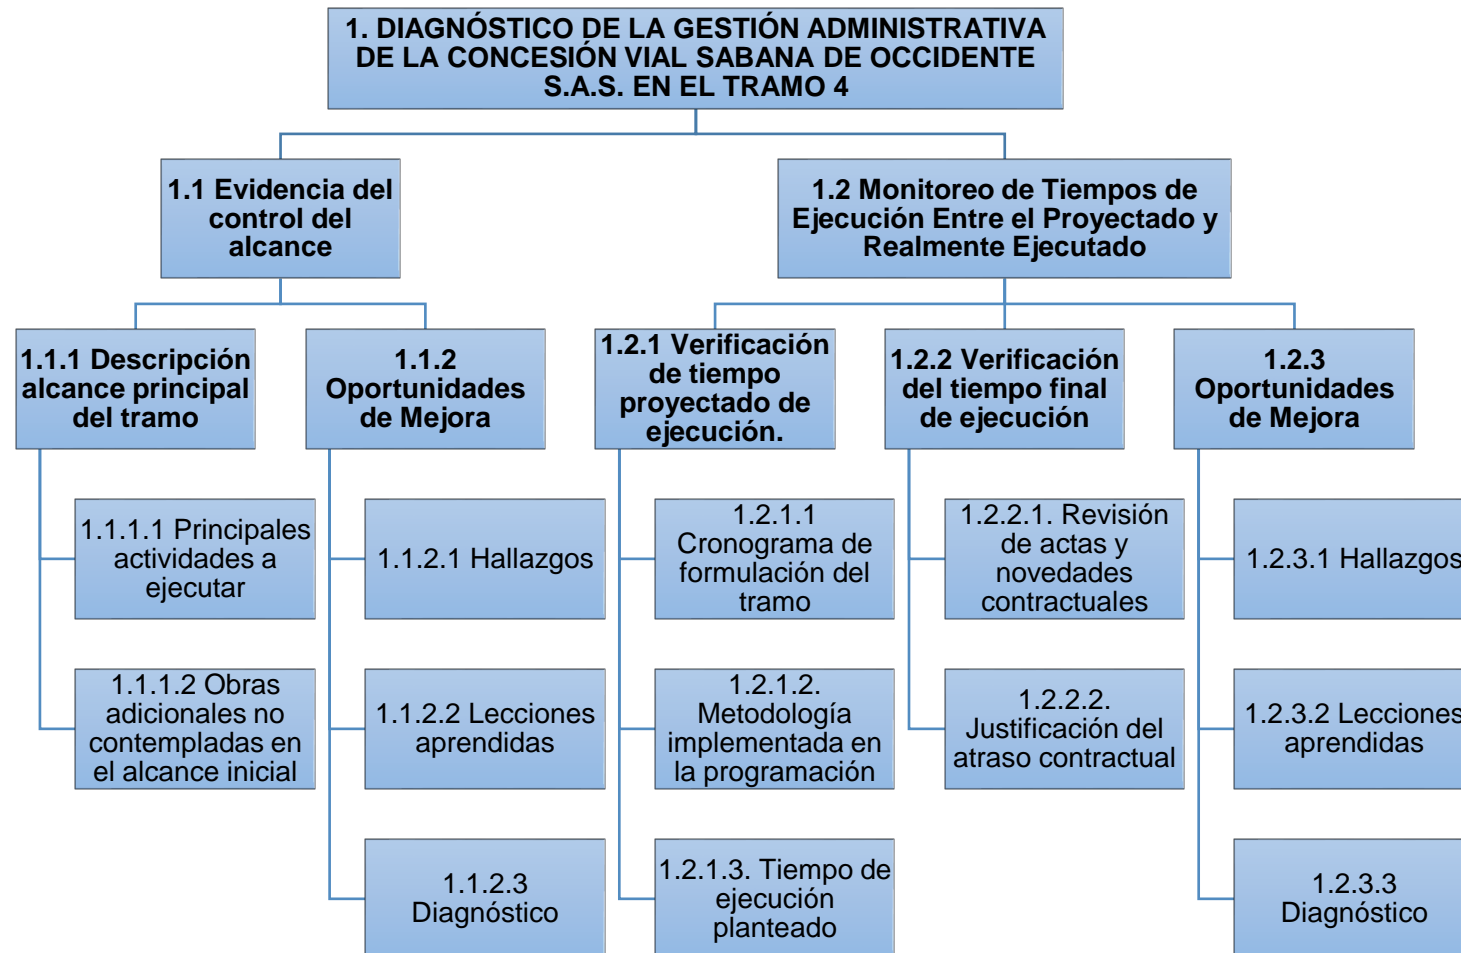 1. DIAGNÓSTICO DE LA GESTIÓN ADMINISTRATIVA
DE LA CONCESIÓN VIAL SABANA DE OCCIDENTE
S.A.S. EN EL TRAMO 4
1.1 Evidencia del
control del
alcance
1.2 Monitoreo de Tiempos de
Ejecución Entre el Proyectado y
Realmente Ejecutado
1.1.1 Descripción
alcance principal
del tramo
1.1.2
Oportunidades
de Mejora
1.2.1 Verificación
de tiempo
proyectado de
ejecución.
1.2.2 Verificación
del tiempo final
de ejecución
1.2.3
Oportunidades
de Mejora
1.1.1.1 Principales
actividades a
ejecutar
1.1.2.1 Hallazgos
1.2.1.1
Cronograma de
formulación del
tramo
1.2.2.1. Revisión
de actas y
novedades
contractuales
1.2.3.1 Hallazgos
1.1.1.2 Obras
adicionales no
contempladas en
el alcance inicial
1.1.2.2 Lecciones
aprendidas
1.2.1.2.
Metodología
implementada en
la programación
1.2.2.2.
Justificación del
atraso contractual
1.2.3.2 Lecciones
aprendidas
1.1.2.3
Diagnóstico
1.2.1.3. Tiempo de
ejecución
planteado
1.2.3.3
Diagnóstico